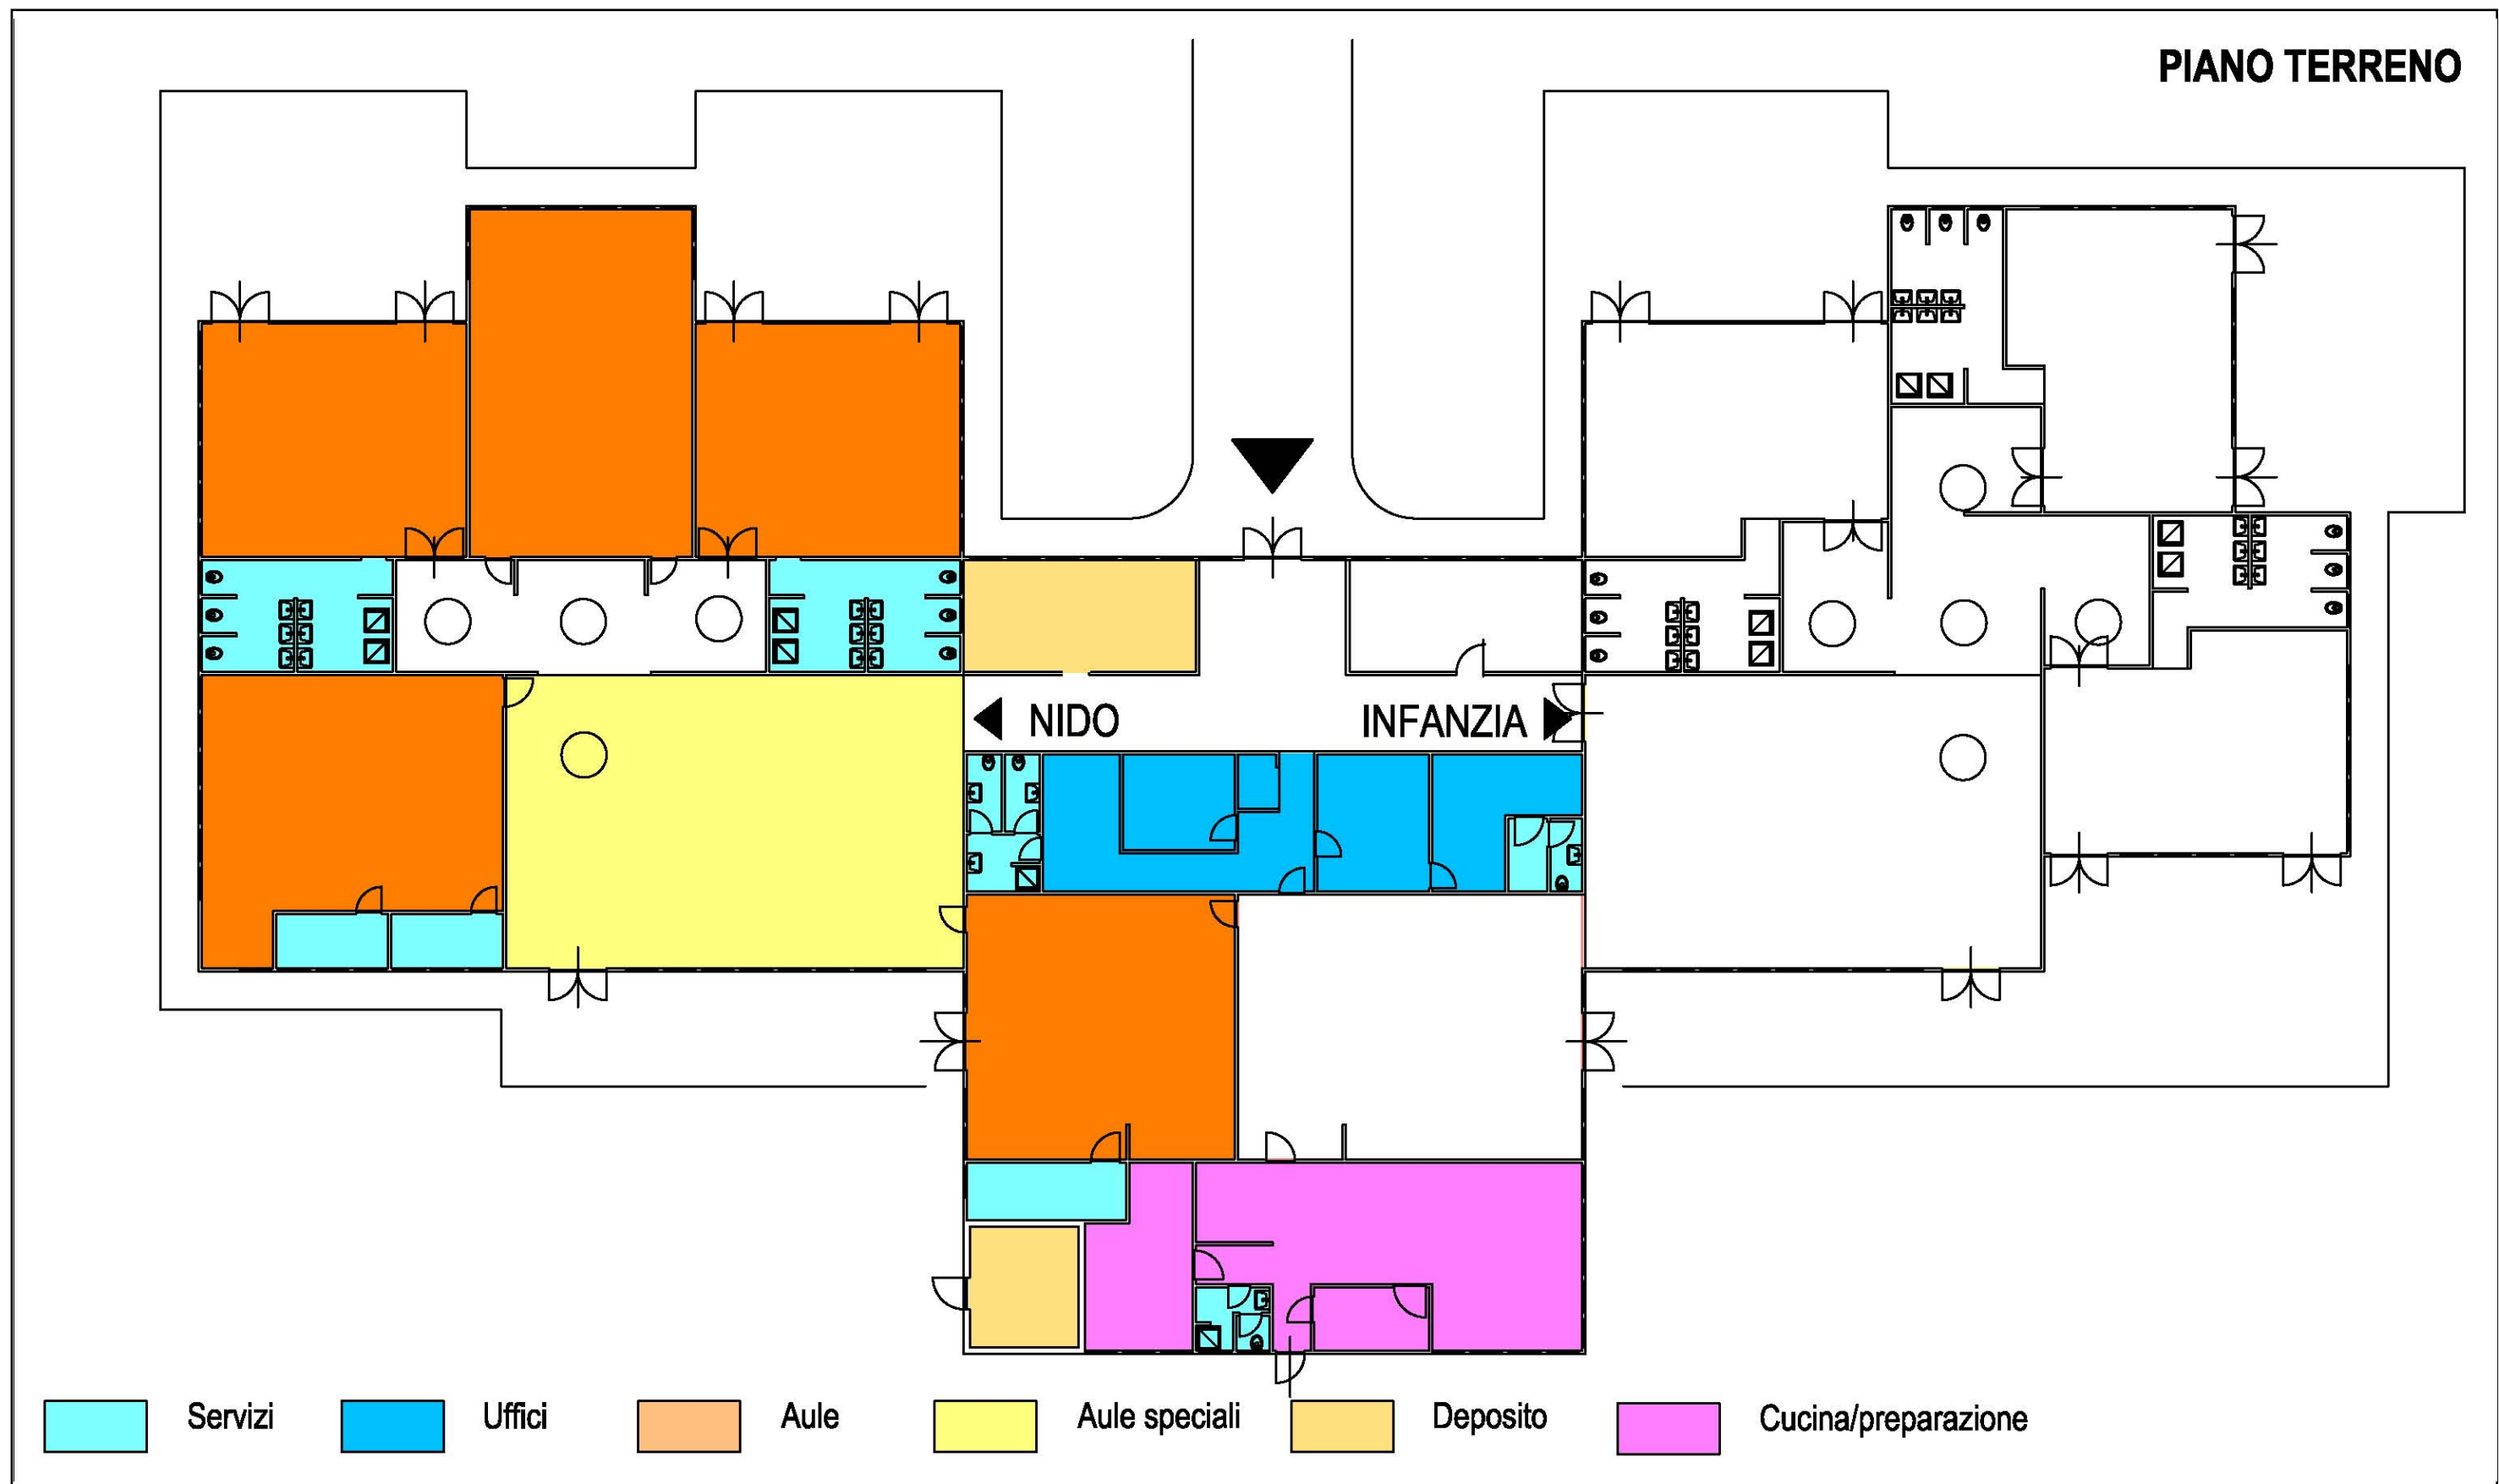 PIANO TERRENO
NIDO
INFANZIA
Servizi
Uffici
Aule
Aule speciali
Deposito
Cucina/preparazione